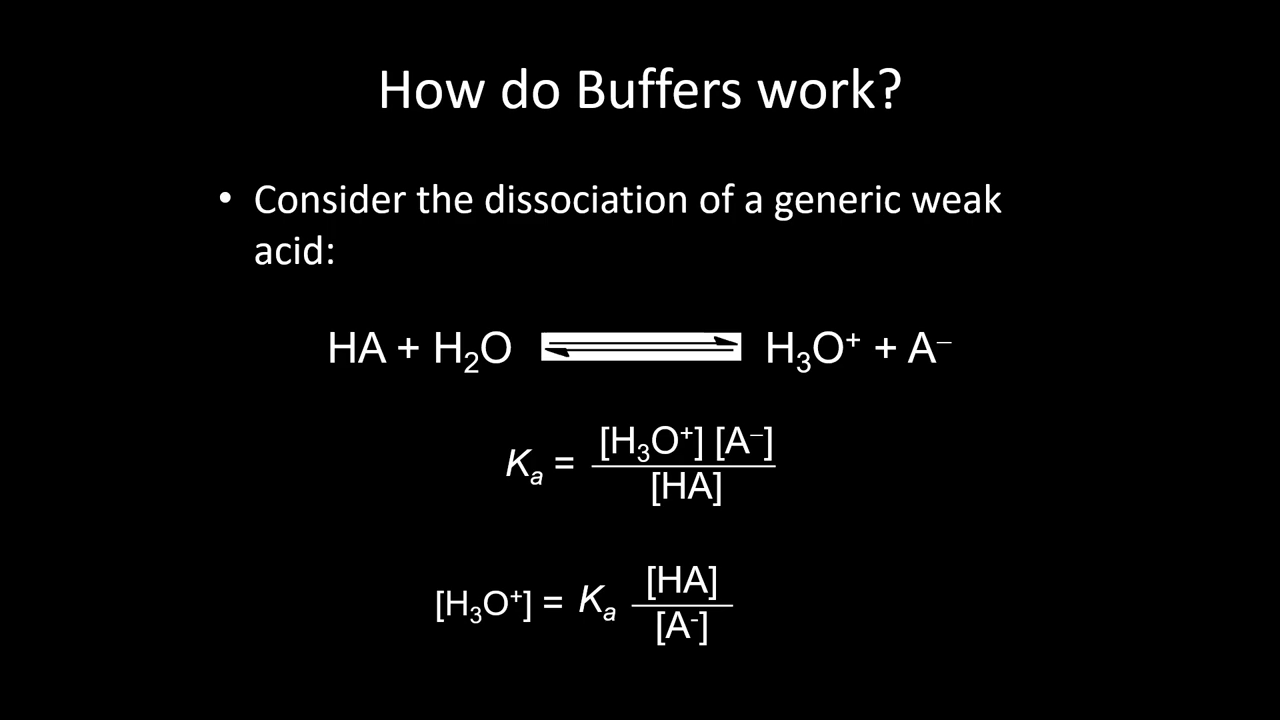 How do Buffers work?
• Consider the dissociation of a generic weak
acid:
HA + H₂O ⇌ H₃O⁺ + A⁻
Kₐ = [H₃O⁺] [A⁻] / [HA]
[H₃O⁺] = Kₐ [HA] / [A⁻]